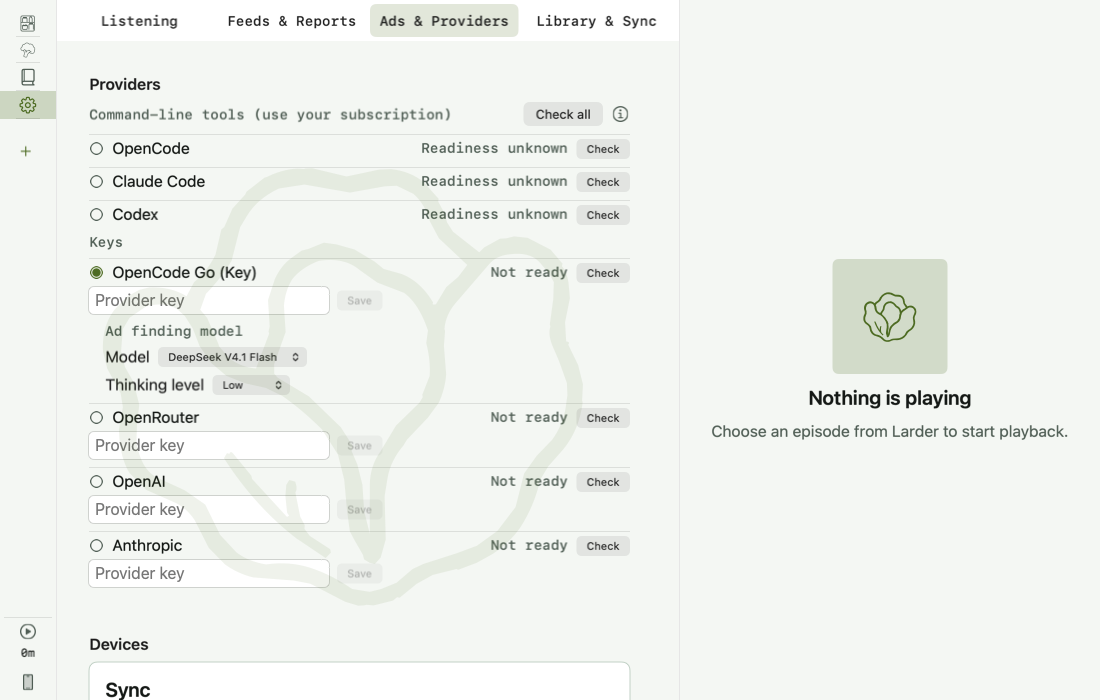 Listening Feeds & Reports Ads & Providers Library & Sync
Providers
Command-line tools (use your subscription) Check all
OpenCode Readiness unknown Check
Claude Code Readiness unknown Check
Codex Readiness unknown Check
Keys
OpenCode Go (Key) Not ready Check
Provider key Save
Ad finding model
Model DeepSeek V4.1 Flash
Thinking level Low
OpenRouter Not ready Check
Provider key Save
OpenAI Not ready Check
Provider key Save
Anthropic Not ready Check
Provider key Save
Devices
Sync
0m
Nothing is playing
Choose an episode from Larder to start playback.